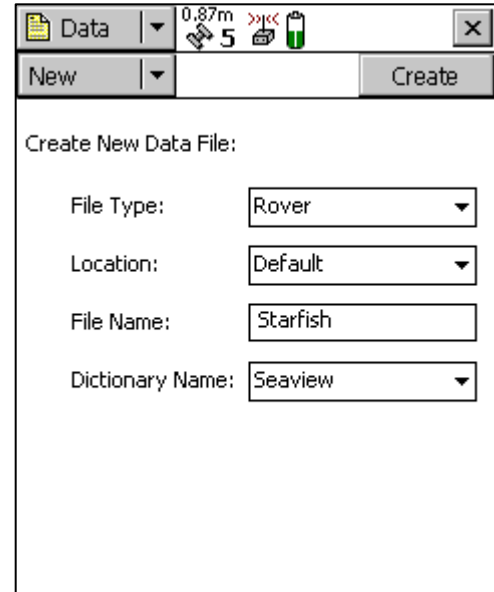 Data 0.87m 5
New Create
Create New Data File:
File Type: Rover
Location: Default
File Name: Starfish
Dictionary Name: Seaview